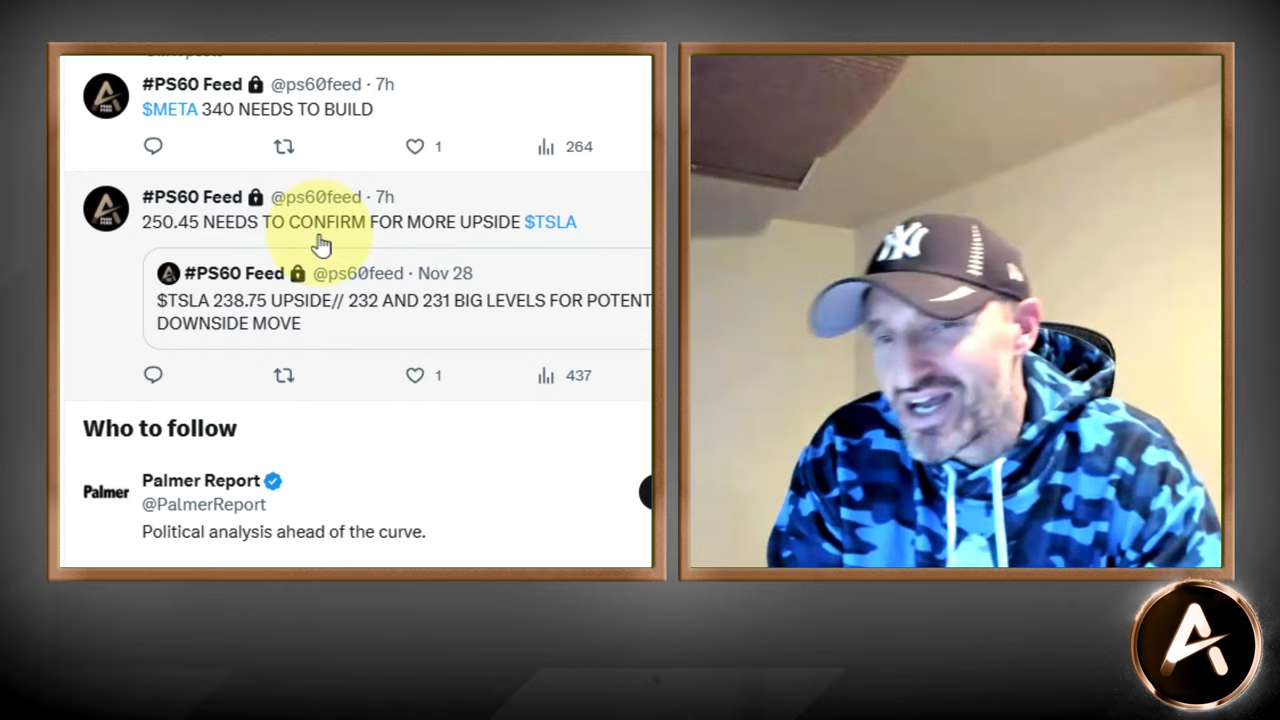 #PS60 Feed @ps60feed · 7h
$META 340 NEEDS TO BUILD
1
264
#PS60 Feed @ps60feed · 7h
250.45 NEEDS TO CONFIRM FOR MORE UPSIDE $TSLA
#PS60 Feed @ps60feed · Nov 28
$TSLA 238.75 UPSIDE// 232 AND 231 BIG LEVELS FOR POTENT
DOWNSIDE MOVE
1
437
Who to follow
Palmer Report
Palmer
@PalmerReport
Political analysis ahead of the curve.
NY
A